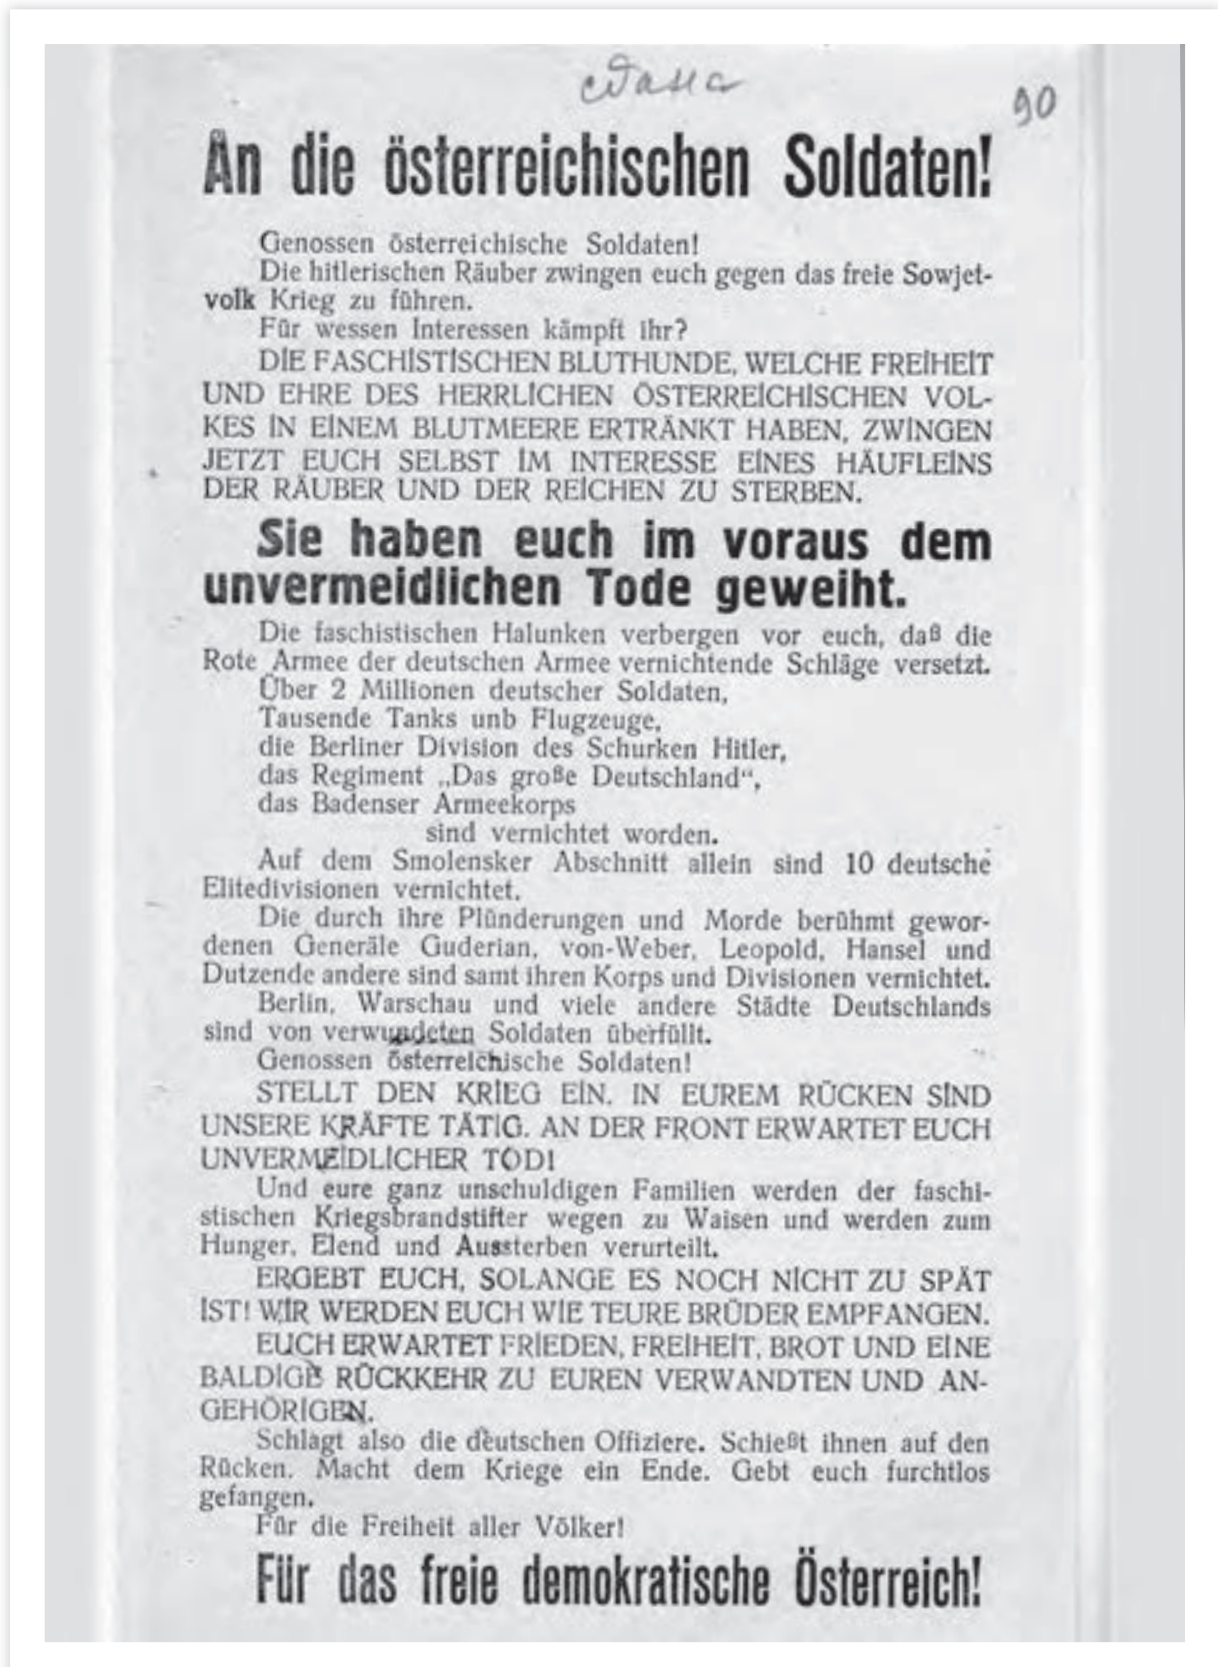 90
An die österreichischen Soldaten!
Genossen österreichische Soldaten!
Die hitlerischen Räuber zwingen euch gegen das freie Sowjet-
volk Krieg zu führen.
Für wessen Interessen kämpft ihr?
DIE FASCHISTISCHEN BLUTHUNDE, WELCHE FREIHEIT
UND EHRE DES HERRLICHEN ÖSTERREICHISCHEN VOL-
KES IN EINEM BLUTMEERE ERTRÄNKT HABEN, ZWINGEN
JETZT EUCH SELBST IM INTERESSE EINES HÄUFLEINS
DER RÄUBER UND DER REICHEN ZU STERBEN.
Sie haben euch im voraus dem
unvermeidlichen Tode geweiht.
Die faschistischen Halunken verbergen vor euch, daß die
Rote Armee der deutschen Armee vernichtende Schläge versetzt.
Über 2 Millionen deutscher Soldaten,
Tausende Tanks unb Flugzeuge,
die Berliner Division des Schurken Hitler,
das Regiment „Das große Deutschland“,
das Badenser Armeekorps
sind vernichtet worden.
Auf dem Smolensker Abschnitt allein sind 10 deutsche
Elitedivisionen vernichtet.
Die durch ihre Plünderungen und Morde berühmt gewor-
denen Generäle Guderian, von-Weber, Leopold, Hansel und
Dutzende andere sind samt ihren Korps und Divisionen vernichtet.
Berlin, Warschau und viele andere Städte Deutschlands
sind von verwundeten Soldaten überfüllt.
Genossen österreichische Soldaten!
STELLT DEN KRIEG EIN. IN EUREM RÜCKEN SIND
UNSERE KRÄFTE TÄTIG. AN DER FRONT ERWARTET EUCH
UNVERMEIDLICHER TOD!
Und eure ganz unschuldigen Familien werden der faschi-
stischen Kriegsbrandstifter wegen zu Waisen und werden zum
Hunger, Elend und Aussterben verurteilt.
ERGEBT EUCH, SOLANGE ES NOCH NICHT ZU SPÄT
IST! WIR WERDEN EUCH WIE TEURE BRÜDER EMPFANGEN.
EUCH ERWARTET FRIEDEN, FREIHEIT, BROT UND EINE
BALDIGE RÜCKKEHR ZU EUREN VERWANDTEN UND AN-
GEHÖRIGEN.
Schlagt also die deutschen Offiziere. Schießt ihnen auf den
Rücken. Macht dem Kriege ein Ende. Gebt euch furchtlos
gefangen.
Für die Freiheit aller Völker!
Für das freie demokratische Österreich!